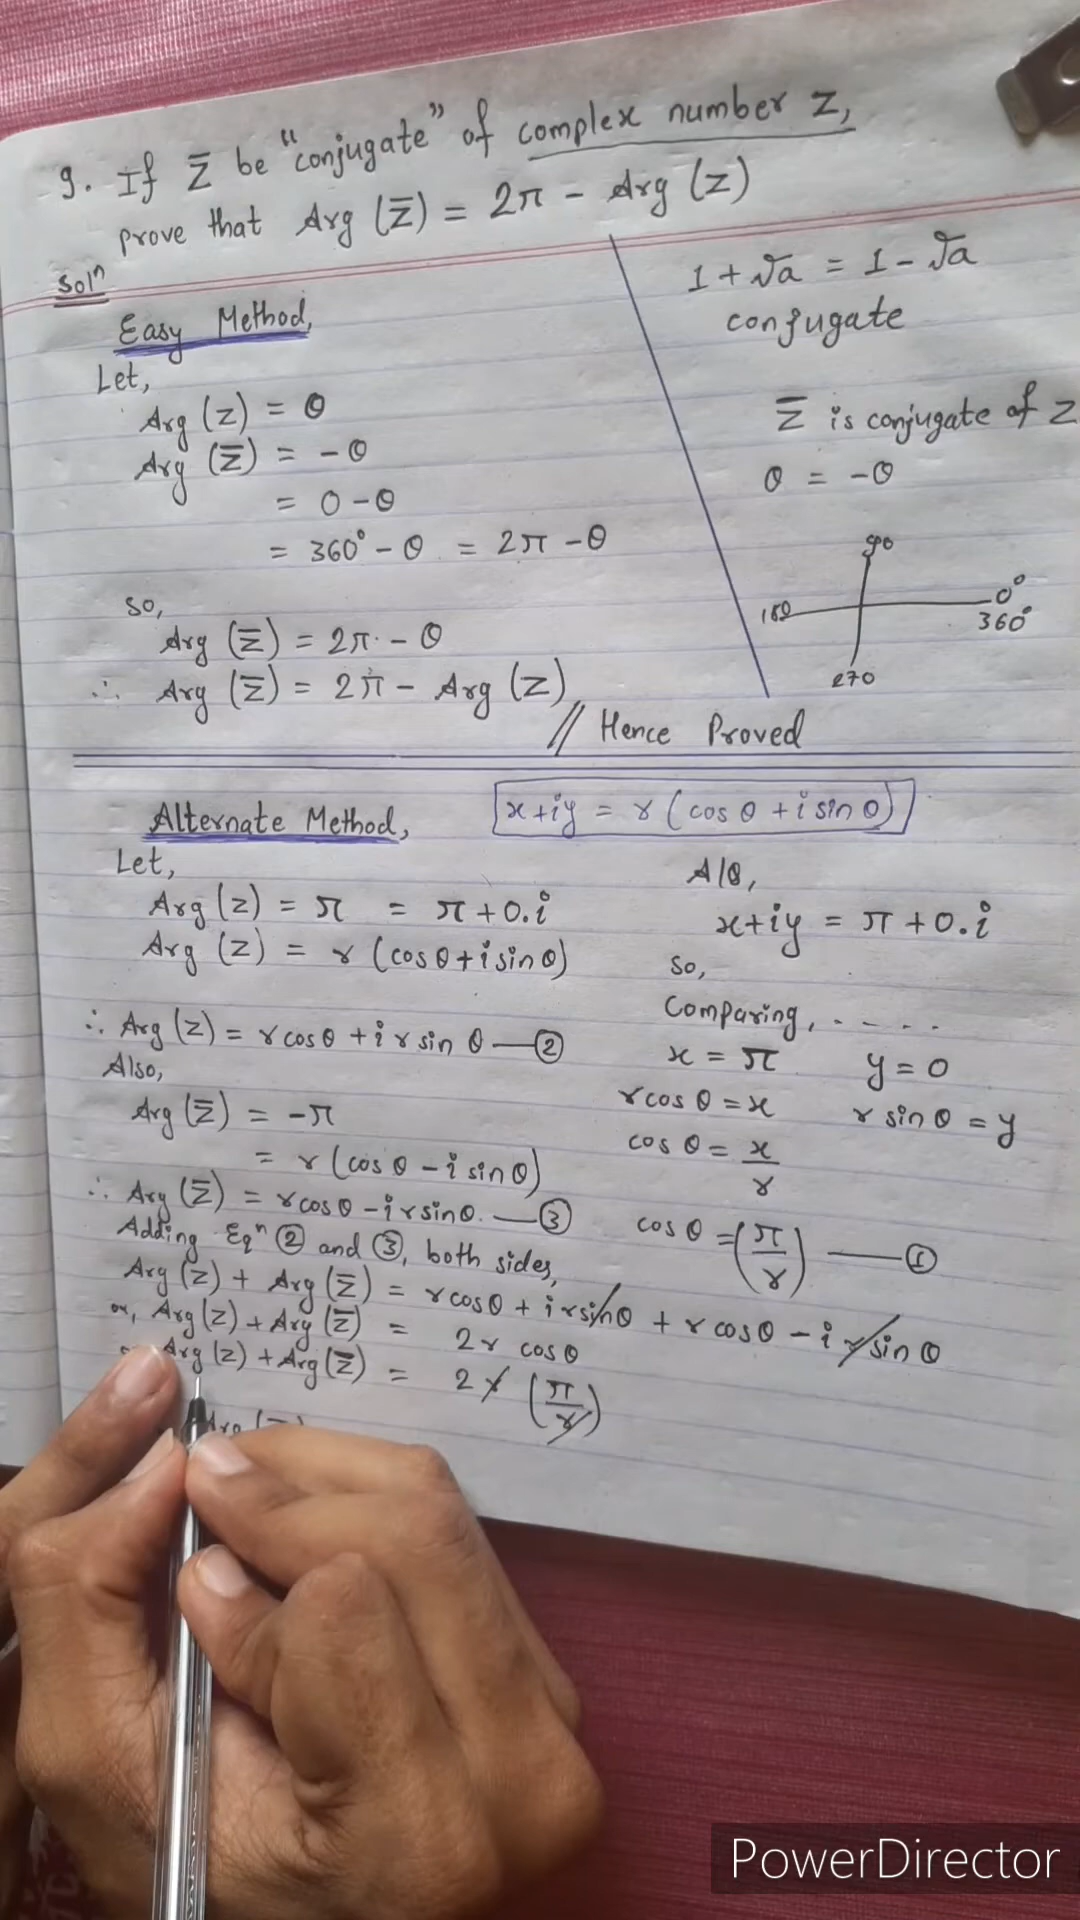 9. If z̅ be "conjugate" of complex number z,
prove that Arg (z̅) = 2π - Arg (z)
Solⁿ
Easy Method,
Let,
Arg (z) = θ
Arg (z̅) = -θ
= 0 - θ
= 360° - θ = 2π - θ
so,
Arg (z̅) = 2π - θ
∴ Arg (z̅) = 2π - Arg (z)
// Hence Proved
1 + √a = 1 - √a
conjugate
z̅ is conjugate of z
θ = -θ
90
180
0°
360°
270
Alternate Method,
x+iy = r (cos θ + i sin θ)
Let,
Arg (z) = π = π + 0.i
Arg (z) = r (cos θ + i sin θ)
∴ Arg (z) = r cos θ + i r sin θ — ②
Also,
Arg (z̅) = -π
= r (cos θ - i sin θ)
∴ Arg (z̅) = r cos θ - i r sin θ. — ③
Adding Eqⁿ ② and ③, both sides,
Arg (z) + Arg (z̅) = r cos θ + i r sin θ + r cos θ - i r sin θ
or, Arg (z) + Arg (z̅) = 2r cos θ
Arg (z) + Arg (z̅) = 2r (π/r)
A/Q,
x+iy = π + 0.i
so,
Comparing, - - - -
x = π y = 0
r cos θ = x r sin θ = y
cos θ = x/r
cos θ = (π/r) — ①
PowerDirector